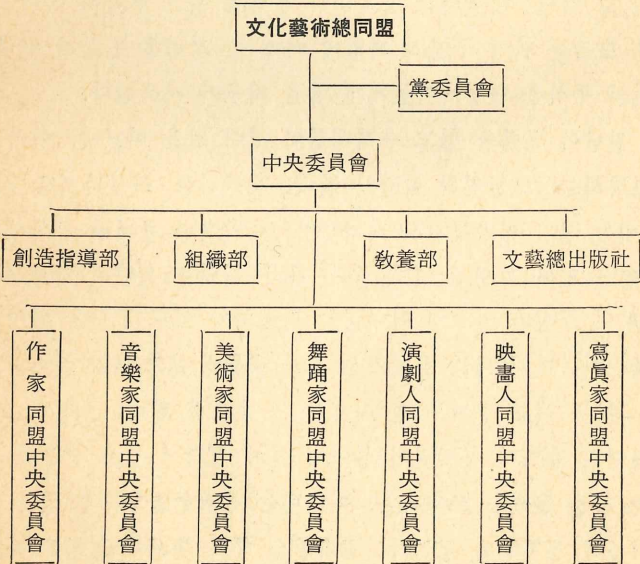 文化藝術總同盟
黨委員會
中央委員會
創造指導部
組織部
敎養部
文藝總出版社
作家同盟中央委員會
音樂家同盟中央委員會
美術家同盟中央委員會
舞踊家同盟中央委員會
演劇人同盟中央委員會
映畫人同盟中央委員會
寫眞家同盟中央委員會